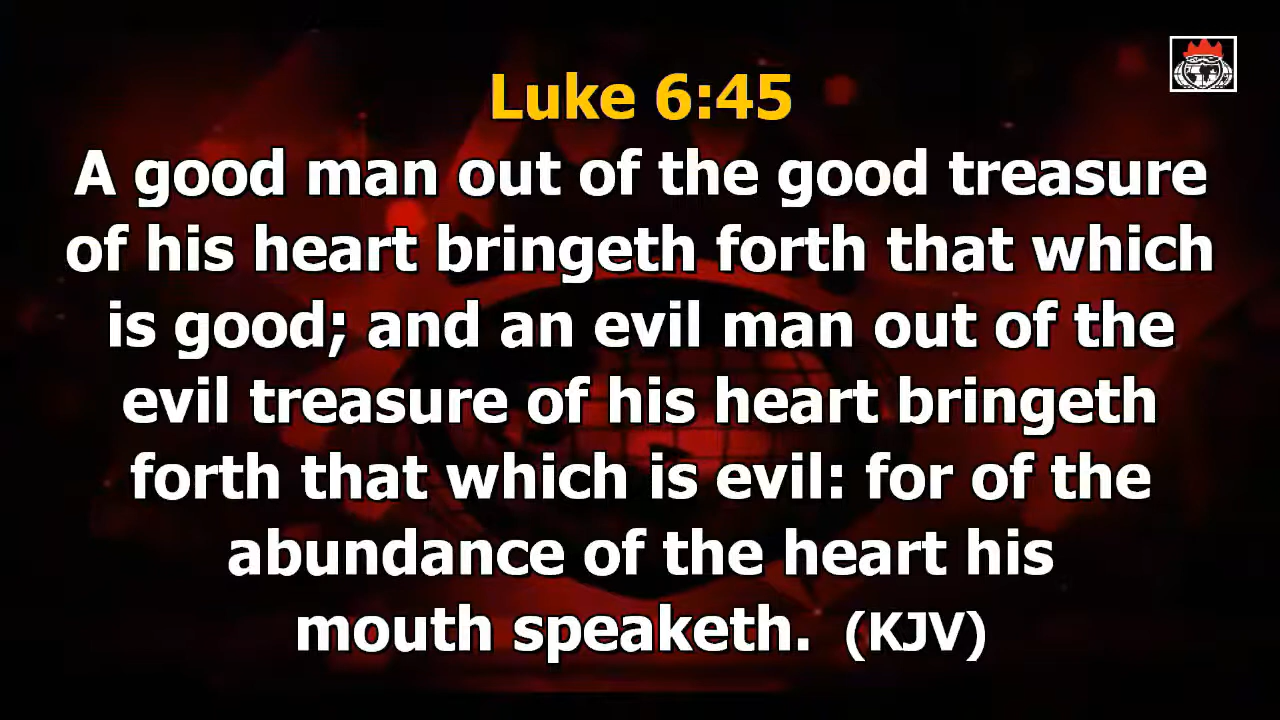 Luke 6:45
A good man out of the good treasure
of his heart bringeth forth that which
is good; and an evil man out of the
evil treasure of his heart bringeth
forth that which is evil: for of the
abundance of the heart his
mouth speaketh. (KJV)